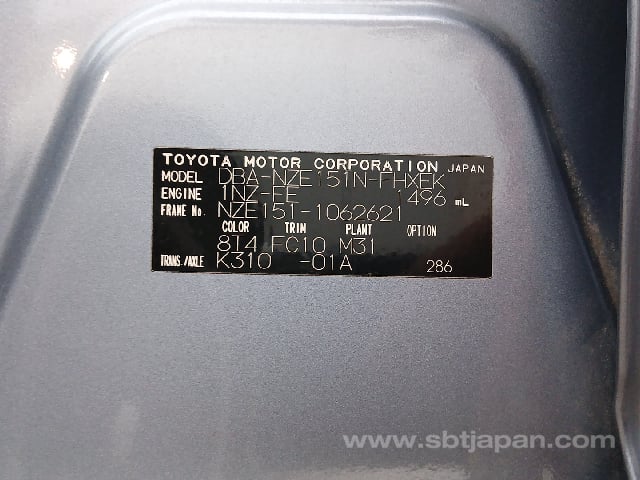 TOYOTA MOTOR CORPORATION JAPAN
MODEL DBA-NZE151N-FHXEK
ENGINE 1NZ-FE 1496 mL
FRAME No. NZE151-1062621
COLOR TRIM PLANT OPTION
8T4 FC10 M31
TRANS./AXLE K310 -01A 286
www.sbtjapan.com